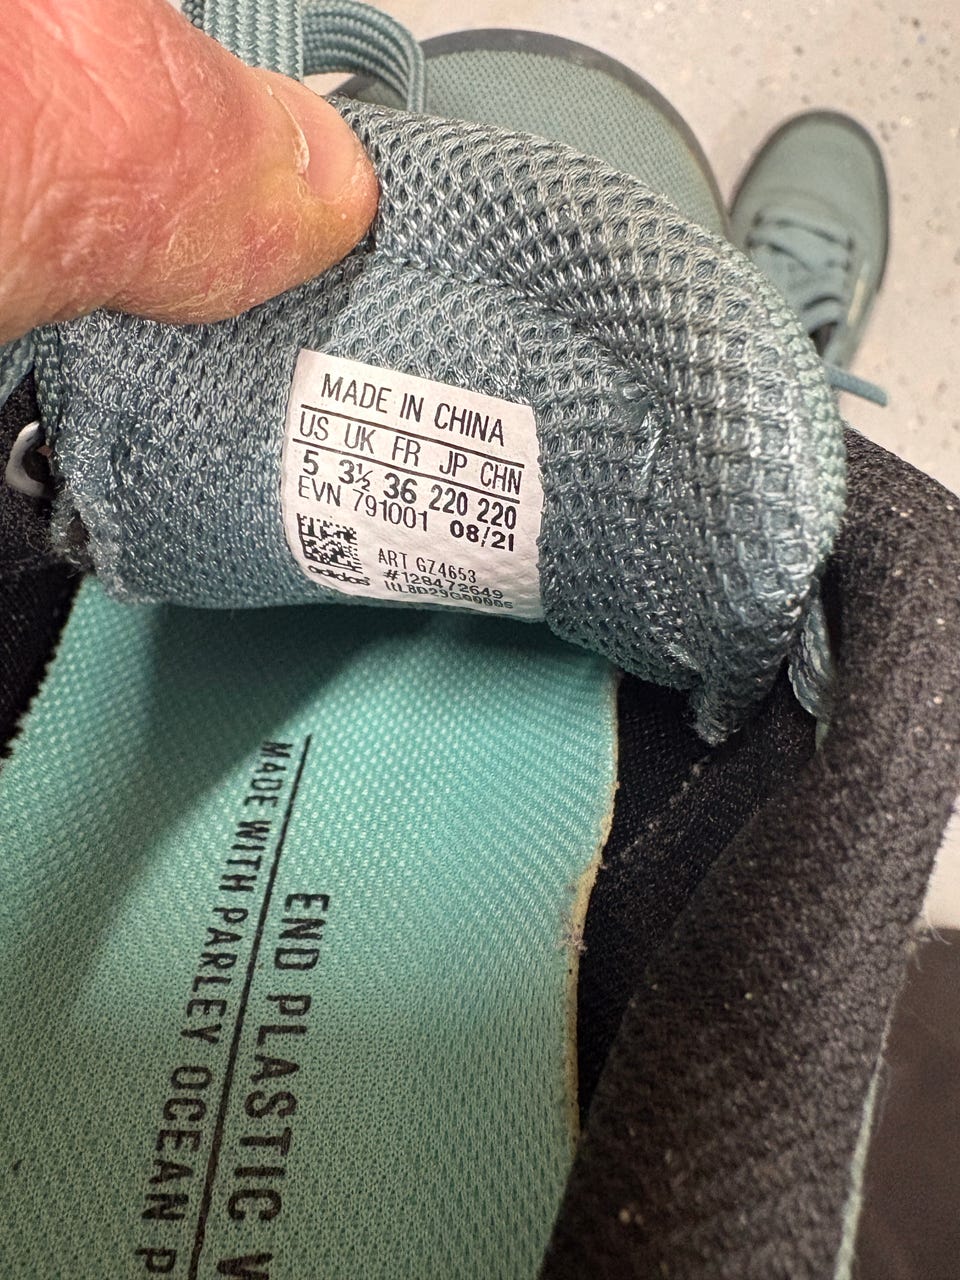 MADE IN CHINA
US UK FR JP CHN
5 3½ 36 220 220
EVN 791001 08/21
ART GZ4653
#128472649
adidas
END PLASTIC
MADE WITH PARLEY OCEAN